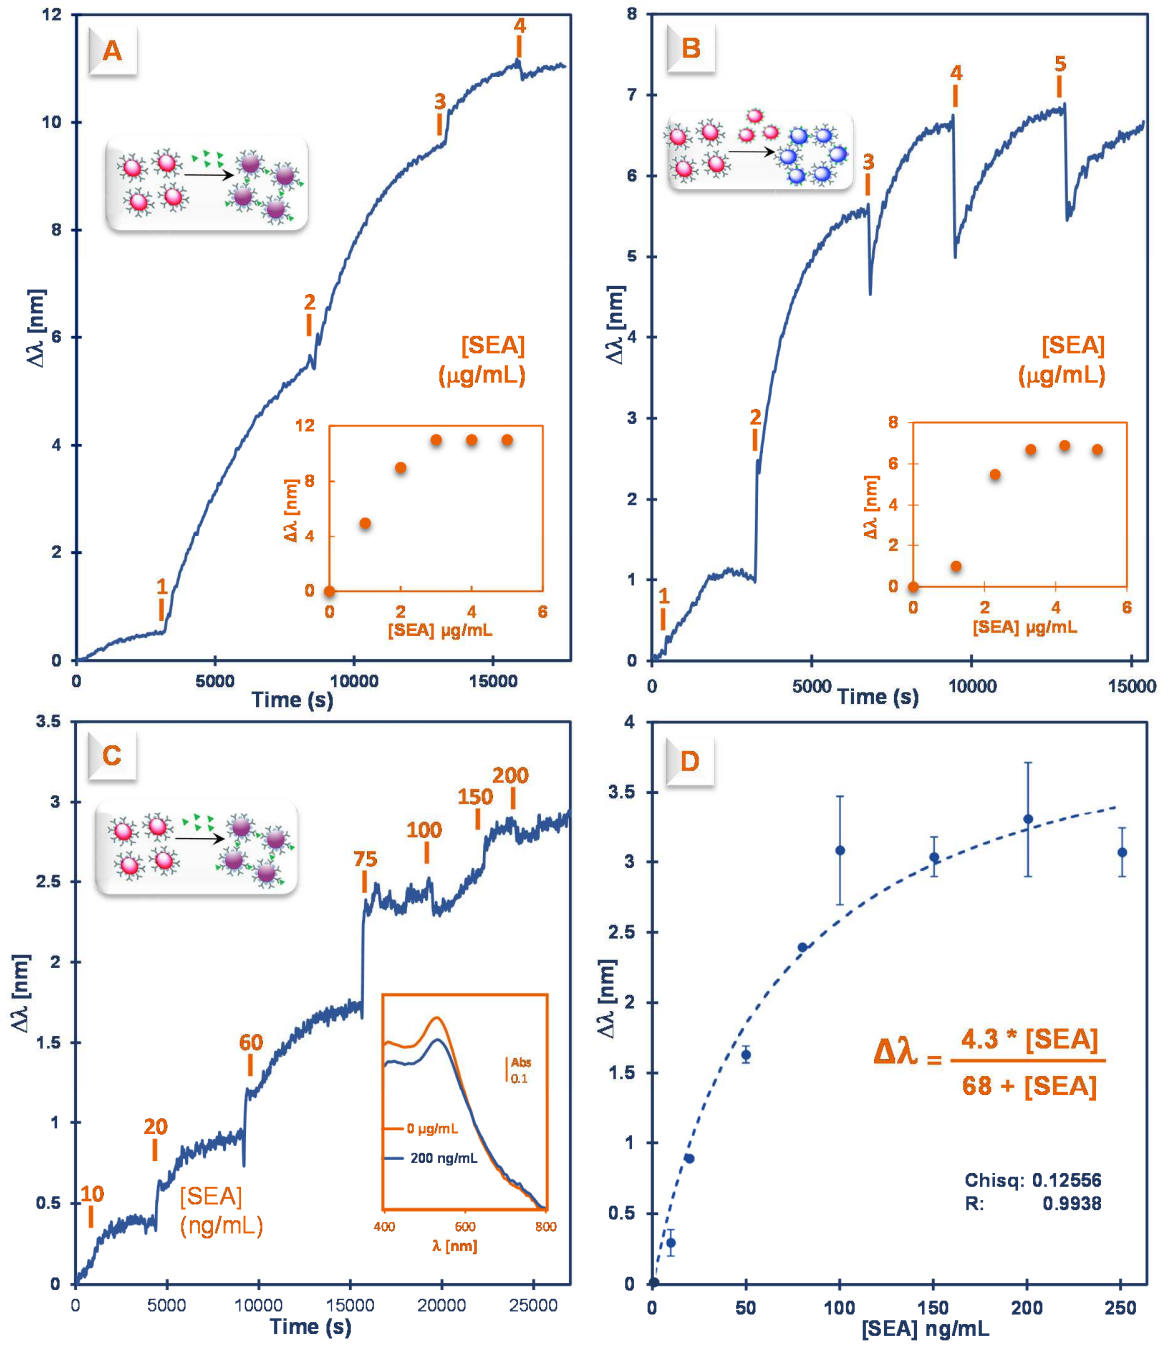 A
12
10
8
6
4
2
0
Δλ [nm]
1
2
3
4
[SEA]
(μg/mL)
12
8
4
0
Δλ [nm]
0 2 4 6
[SEA] μg/mL
0 5000 10000 15000
Time (s)
B
8
7
6
5
4
3
2
1
0
Δλ [nm]
1
2
3
4
5
[SEA]
(μg/mL)
8
6
4
2
0
Δλ [nm]
0 2 4 6
[SEA] μg/mL
0 5000 10000 15000
Time (s)
C
3.5
3
2.5
2
1.5
1
0.5
0
Δλ [nm]
10
20
60
75
100
150
200
[SEA]
(ng/mL)
Abs
0.1
0 μg/mL
200 ng/mL
400 600 800
λ [nm]
0 5000 10000 15000 20000 25000
Time (s)
D
4
3.5
3
2.5
2
1.5
1
0.5
0
Δλ [nm]
Δλ = 4.3 * [SEA]
68 + [SEA]
Chisq: 0.12556
R: 0.9938
0 50 100 150 200 250
[SEA] ng/mL